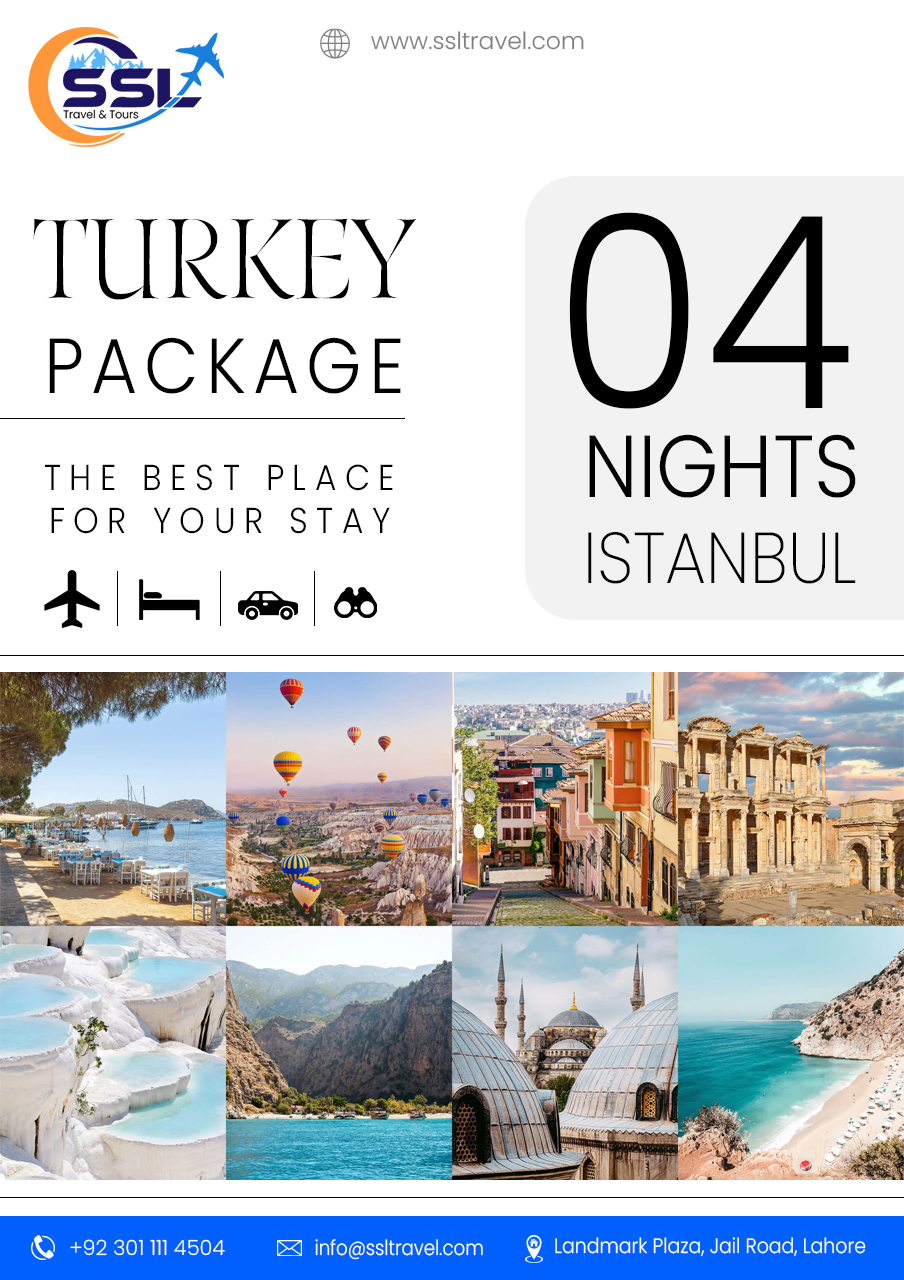 SSL
Travel & Tours
www.ssltravel.com
TURKEY
PACKAGE
THE BEST PLACE
FOR YOUR STAY
04
NIGHTS
ISTANBUL
+92 301 111 4504
info@ssltravel.com
Landmark Plaza, Jail Road, Lahore